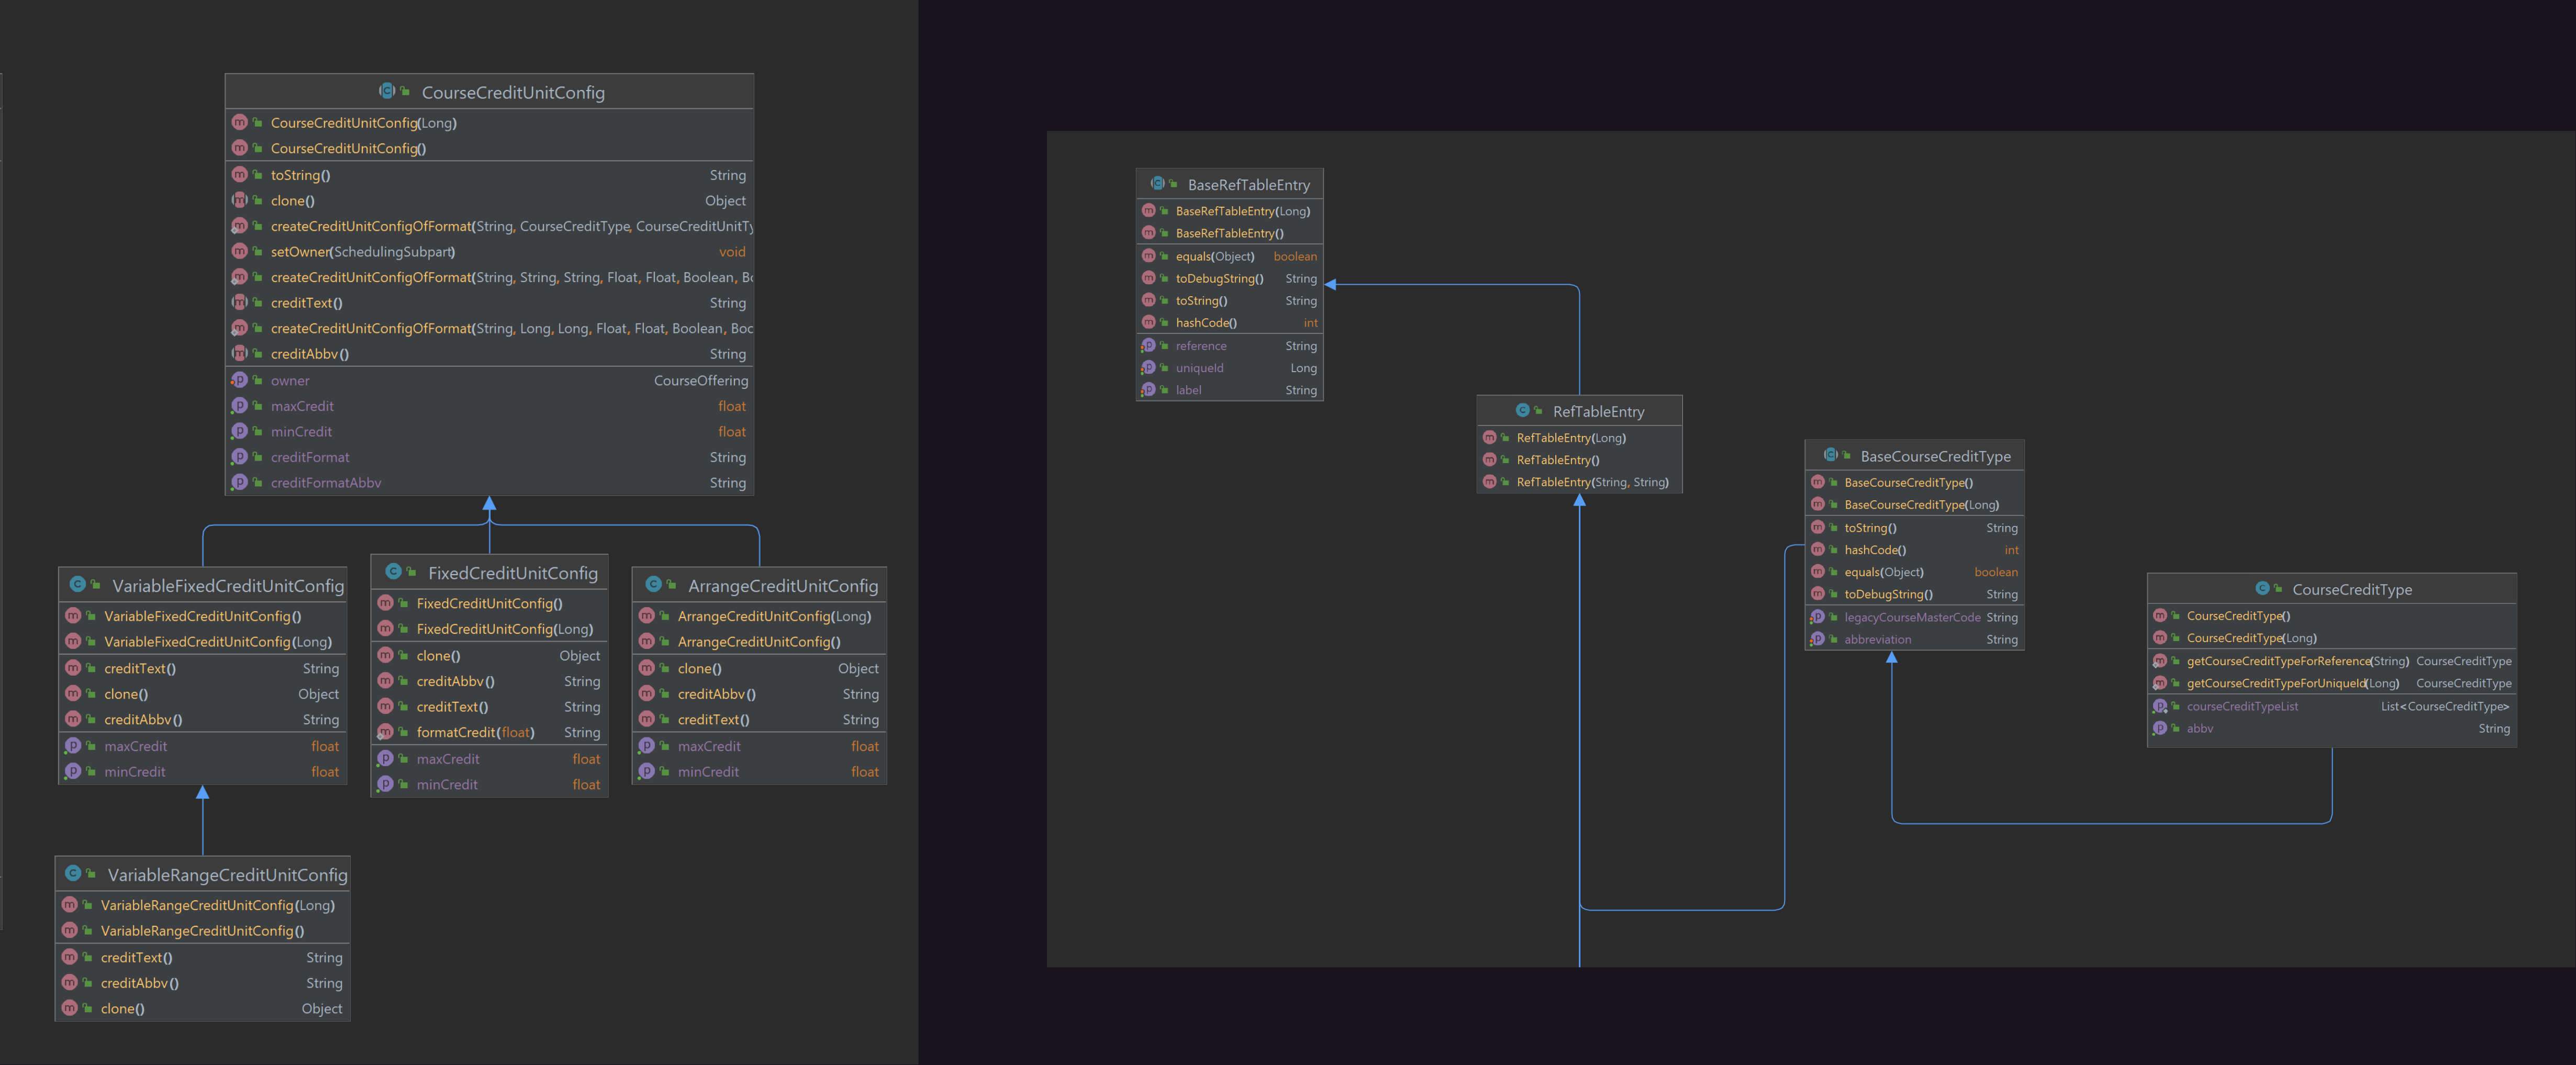 CourseCreditUnitConfig
CourseCreditUnitConfig(Long)
CourseCreditUnitConfig()
toString() String
clone() Object
createCreditUnitConfigOfFormat(String, CourseCreditType, CourseCreditUnitTy
setOwner(SchedulingSubpart) void
createCreditUnitConfigOfFormat(String, String, String, Float, Float, Boolean, Bo
creditText() String
createCreditUnitConfigOfFormat(String, Long, Long, Float, Float, Boolean, Boo
creditAbbv() String
owner CourseOffering
maxCredit float
minCredit float
creditFormat String
creditFormatAbbv String
VariableFixedCreditUnitConfig
VariableFixedCreditUnitConfig()
VariableFixedCreditUnitConfig(Long)
creditText() String
clone() Object
creditAbbv() String
maxCredit float
minCredit float
FixedCreditUnitConfig
FixedCreditUnitConfig()
FixedCreditUnitConfig(Long)
clone() Object
creditAbbv() String
creditText() String
formatCredit(float) String
maxCredit float
minCredit float
ArrangeCreditUnitConfig
ArrangeCreditUnitConfig(Long)
ArrangeCreditUnitConfig()
clone() Object
creditAbbv() String
creditText() String
maxCredit float
minCredit float
VariableRangeCreditUnitConfig
VariableRangeCreditUnitConfig(Long)
VariableRangeCreditUnitConfig()
creditText() String
creditAbbv() String
clone() Object
BaseRefTableEntry
BaseRefTableEntry(Long)
BaseRefTableEntry()
equals(Object) boolean
toDebugString() String
toString() String
hashCode() int
reference String
uniqueId Long
label String
RefTableEntry
RefTableEntry(Long)
RefTableEntry()
RefTableEntry(String, String)
BaseCourseCreditType
BaseCourseCreditType()
BaseCourseCreditType(Long)
toString() String
hashCode() int
equals(Object) boolean
toDebugString() String
legacyCourseMasterCode String
abbreviation String
CourseCreditType
CourseCreditType()
CourseCreditType(Long)
getCourseCreditTypeForReference(String) CourseCreditType
getCourseCreditTypeForUniqueId(Long) CourseCreditType
courseCreditTypeList List<CourseCreditType>
abbv String